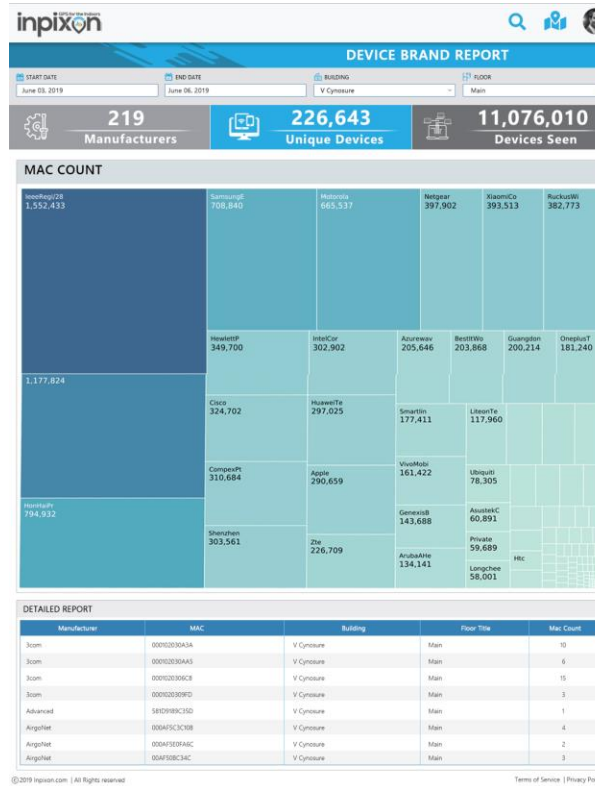 inpixon
DEVICE BRAND REPORT
START DATE END DATE BUILDING FLOOR
June 03, 2019 June 06, 2019 V Cynosure Main
219 226,643 11,076,010
Manufacturers Unique Devices Devices Seen
MAC COUNT
IeeeRegi/28 SamsungE Motorola Netgear XiaomiCo RuckusWi
1,552,433 708,840 665,537 397,902 393,513 382,773
HewlettP IntelCor Azurewav BestItWo Guangdon OneplusT
349,700 302,902 205,646 203,868 200,214 181,240
1,177,824
Cisco HuaweiTe
324,702 297,025
Smartlin LiteonTe
177,411 117,960
CompexPt Apple VivoMobi Ubiquiti
310,684 290,659 161,422 78,305
HonHaiPr
794,932
GenexisB AsustekC
143,688 60,891
Shenzhen Zte Private
303,561 226,709 59,689
ArubaAHe Htc
134,141
Longchee
58,001
DETAILED REPORT
Manufacturer MAC Building Floor Title Mac Count
3com 000102030A3A V Cynosure Main 10
3com 000102030AA5 V Cynosure Main 6
3com 0001020306C8 V Cynosure Main 15
3com 0001020309FD V Cynosure Main 3
Advanced 581D9189C35D V Cynosure Main 1
AirgoNet 000AF5C3C108 V Cynosure Main 4
AirgoNet 000AF5E0FA6C V Cynosure Main 2
AirgoNet 00AF50BC34C V Cynosure Main 3
©2019 Inpixon.com | All Rights reserved Terms of Service | Privacy Po